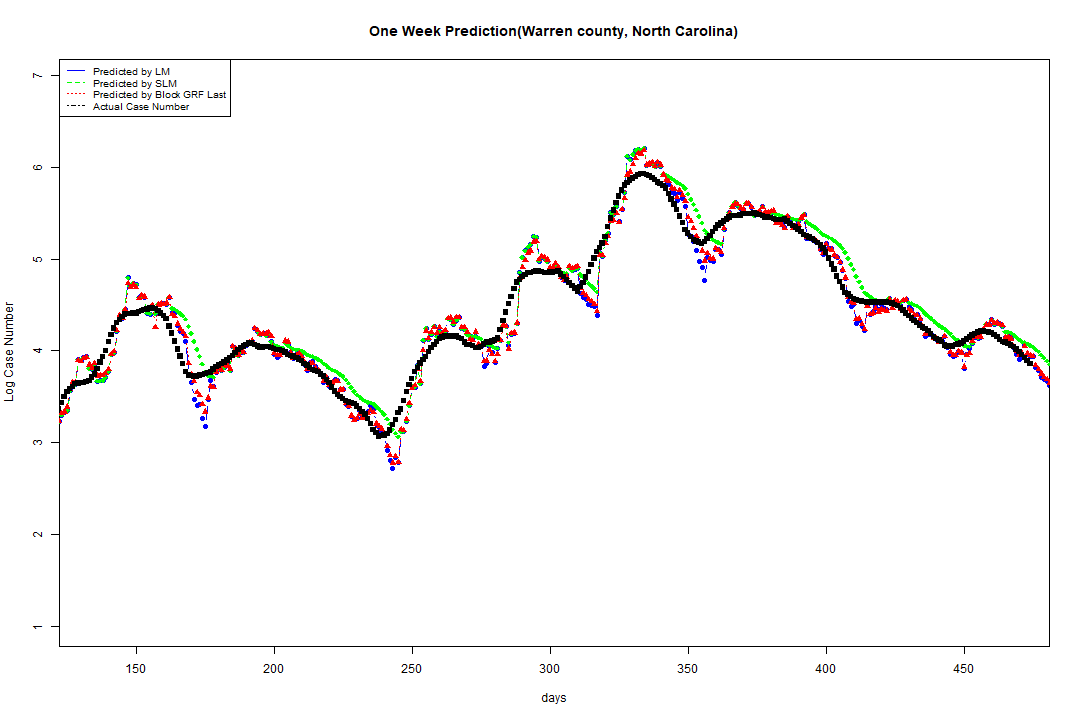 One Week Prediction(Warren county, North Carolina)
Predicted by LM
Predicted by SLM
Predicted by Block GRF Last
Actual Case Number
7
6
5
4
3
2
1
Log Case Number
150 200 250 300 350 400 450
days